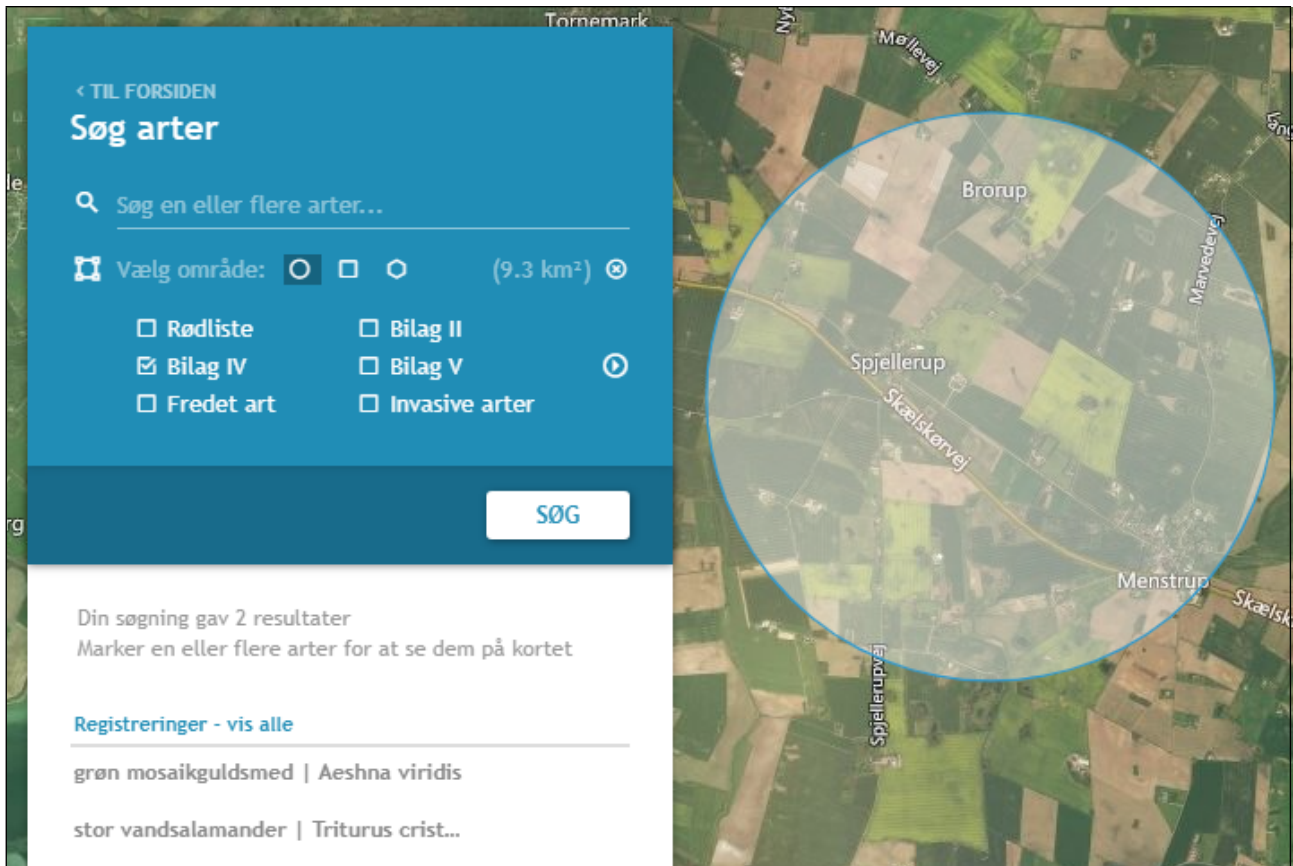 Tornemark
< TIL FORSIDEN
Søg arter
Søg en eller flere arter...
Vælg område:
(9.3 km²)
Rødliste
Bilag II
Bilag IV
Bilag V
Fredet art
Invasive arter
SØG
Din søgning gav 2 resultater
Marker en eller flere arter for at se dem på kortet
Registreringer - vis alle
grøn mosaikguldsmed | Aeshna viridis
stor vandsalamander | Triturus crist...
Møllevej
Brorup
Marvedevej
Spjellerup
Skælskørvej
Menstrup
Spjellerupvej